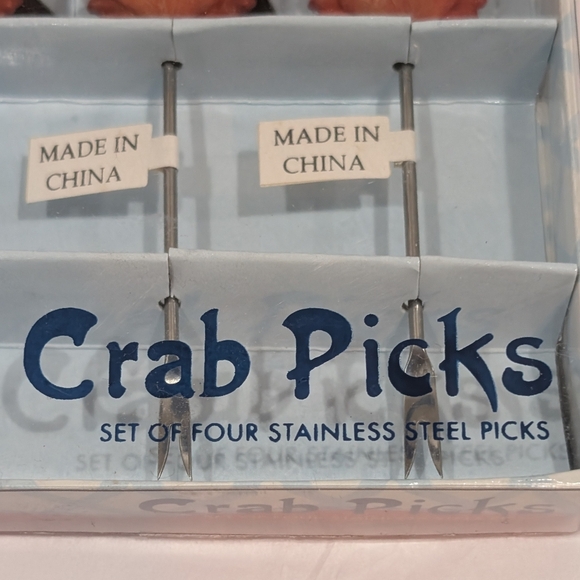 MADE IN
CHINA
MADE IN
CHINA
Crab Picks
SET OF FOUR STAINLESS STEEL PICKS
Crab Picks